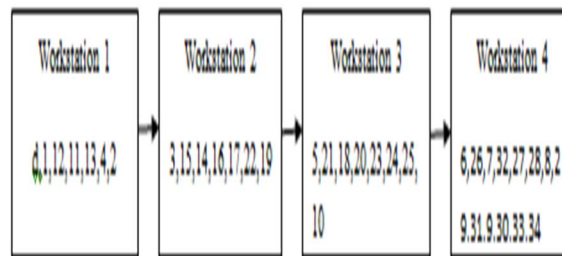 Workstation 1
d,1,12,11,13,4,2
Workstation 2
3,15,14,16,17,22,19
Workstation 3
5,21,18,20,23,24,25,
10
Workstation 4
6,26,7,32,27,28,8,2
9.31.9.30.33.34